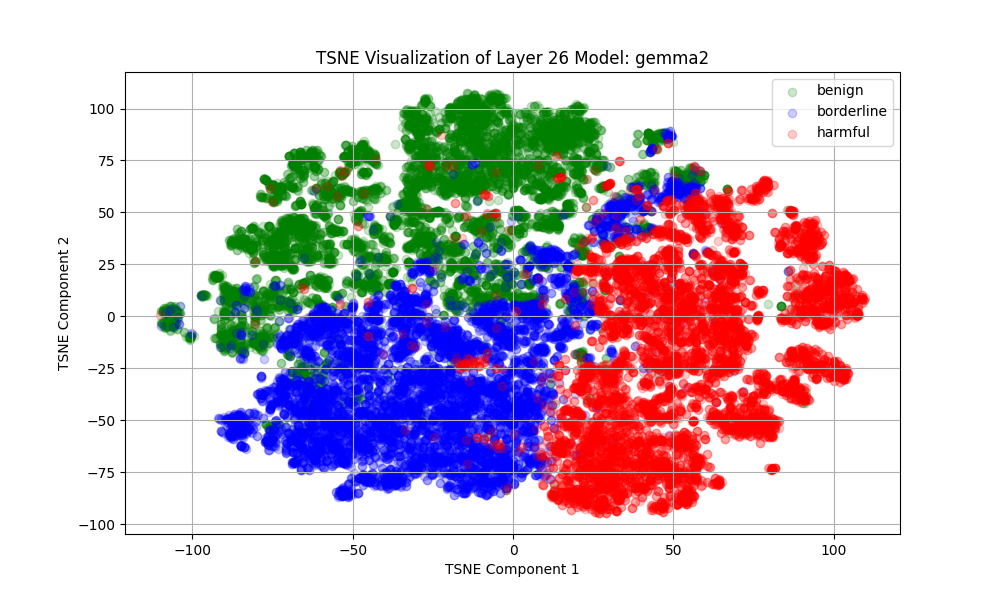 TSNE Visualization of Layer 26 Model: gemma2
benign
borderline
harmful
TSNE Component 2
100
75
50
25
0
−25
−50
−75
−100
−100
−50
0
50
100
TSNE Component 1